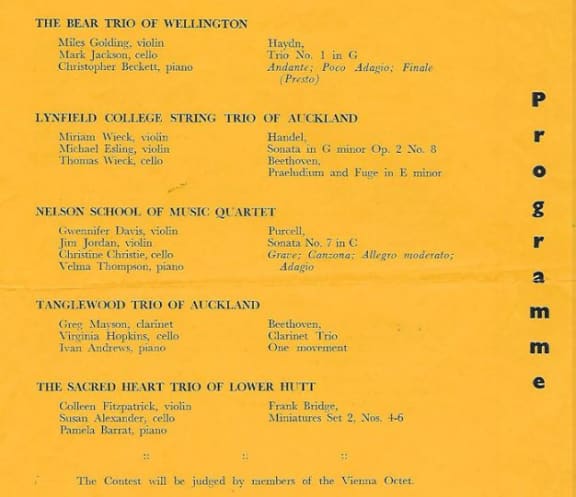 THE BEAR TRIO OF WELLINGTON
Miles Golding, violin
Mark Jackson, cello
Christopher Beckett, piano
Haydn,
Trio No. 1 in G
Andante; Poco Adagio; Finale
(Presto)
LYNFIELD COLLEGE STRING TRIO OF AUCKLAND
Miriam Wieck, violin
Michael Esling, violin
Thomas Wieck, cello
Handel,
Sonata in G minor Op. 2 No. 8
Beethoven,
Praeludium and Fuge in E minor
NELSON SCHOOL OF MUSIC QUARTET
Gwennifer Davis, violin
Jim Jordan, violin
Christine Christie, cello
Velma Thompson, piano
Purcell,
Sonata No. 7 in C
Grave; Canzona; Allegro moderato;
Adagio
TANGLEWOOD TRIO OF AUCKLAND
Greg Mayson, clarinet
Virginia Hopkins, cello
Ivan Andrews, piano
Beethoven,
Clarinet Trio
One movement
THE SACRED HEART TRIO OF LOWER HUTT
Colleen Fitzpatrick, violin
Susan Alexander, cello
Pamela Barrat, piano
Frank Bridge,
Miniatures Set 2, Nos. 4-6
:: :: ::
The Contest will be judged by members of the Vienna Octet.
Programme